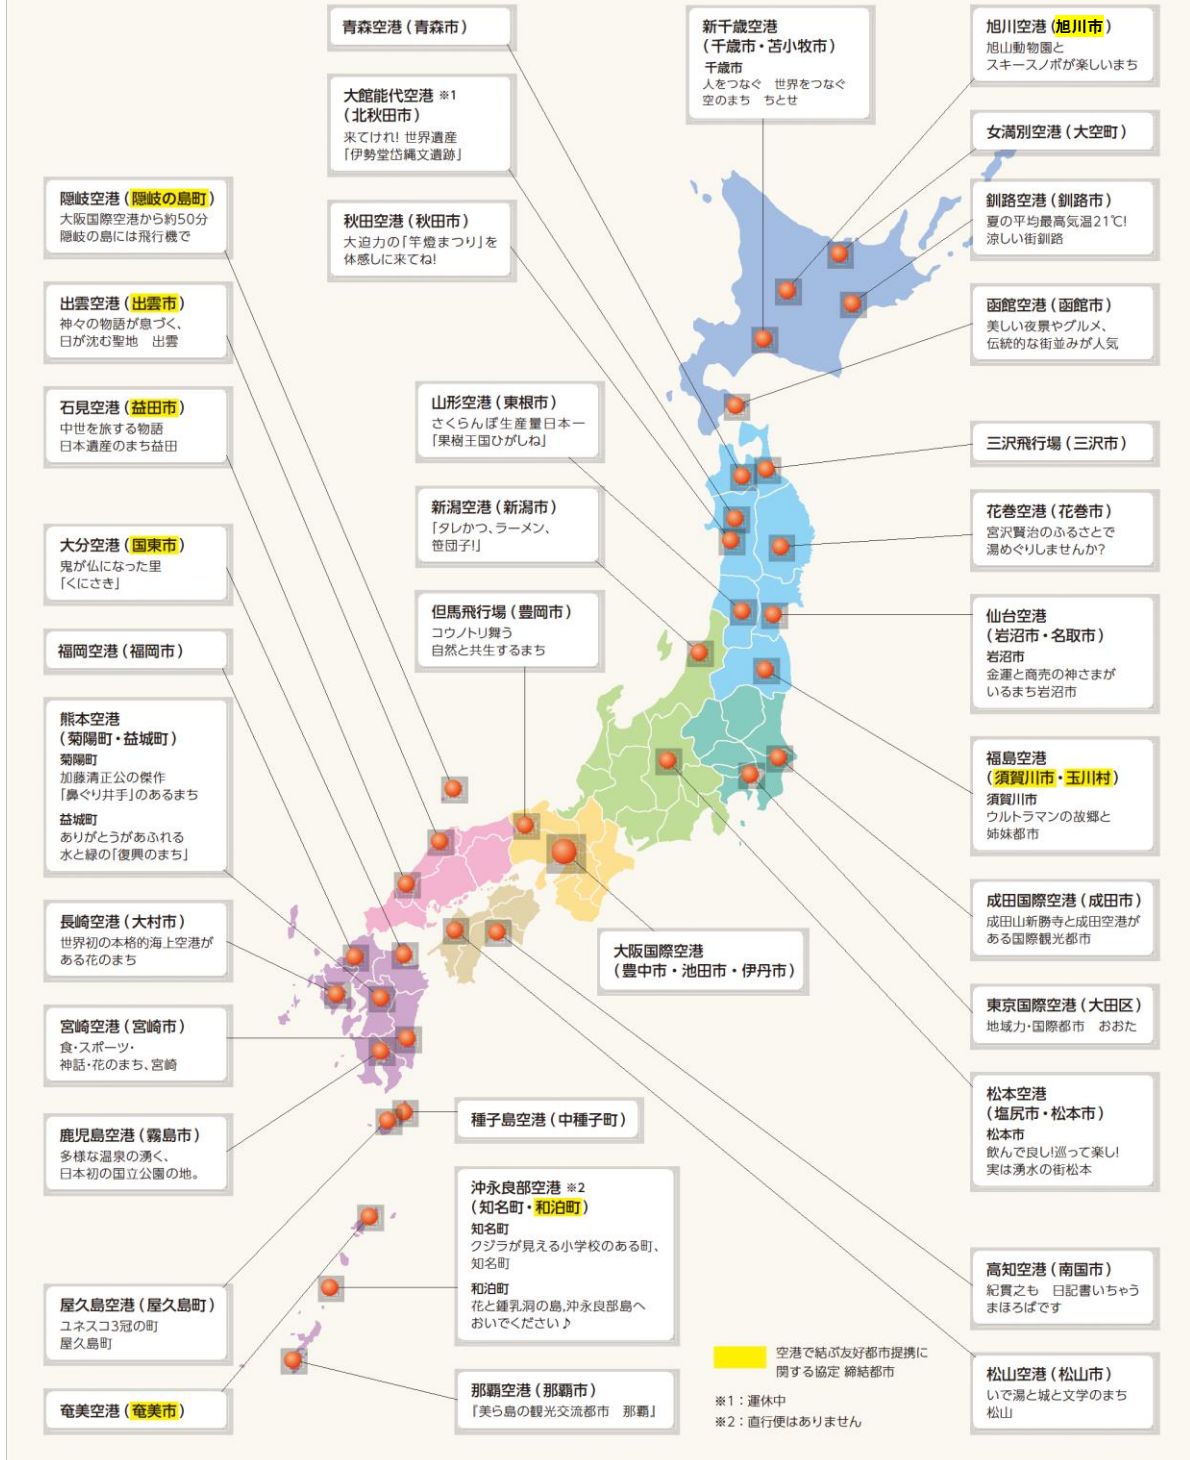 青森空港(青森市)
大館能代空港 ※1
(北秋田市)
来てけれ! 世界遺産
「伊勢堂岱縄文遺跡」
秋田空港(秋田市)
大迫力の「竿燈まつり」を
体感しに来てね!
新千歳空港
(千歳市・苫小牧市)
千歳市
人をつなぐ 世界をつなぐ
空のまち ちとせ
旭川空港(旭川市)
旭山動物園と
スキースノボが楽しいまち
女満別空港(大空町)
釧路空港(釧路市)
夏の平均最高気温21℃!
涼しい街釧路
函館空港(函館市)
美しい夜景やグルメ、
伝統的な街並みが人気
三沢飛行場(三沢市)
花巻空港(花巻市)
宮沢賢治のふるさとで
湯めぐりしませんか?
仙台空港
(岩沼市・名取市)
岩沼市
金運と商売の神さまが
いるまち岩沼市
福島空港
(須賀川市・玉川村)
須賀川市
ウルトラマンの故郷と
姉妹都市
成田国際空港(成田市)
成田山新勝寺と成田空港が
ある国際観光都市
東京国際空港(大田区)
地域力・国際都市 おおた
松本空港
(塩尻市・松本市)
松本市
飲んで良し!巡って楽し!
実は湧水の街松本
高知空港(南国市)
紀貫之も 日記書いちゃう
まほろばです
松山空港(松山市)
いで湯と城と文学のまち
松山
隠岐空港(隠岐の島町)
大阪国際空港から約50分
隠岐の島には飛行機で
出雲空港(出雲市)
神々の物語が息づく、
日が沈む聖地 出雲
石見空港(益田市)
中世を旅する物語
日本遺産のまち益田
大分空港(国東市)
鬼が仏になった里
「くにさき」
福岡空港(福岡市)
熊本空港
(菊陽町・益城町)
菊陽町
加藤清正公の傑作
「鼻ぐり井手」のあるまち
益城町
ありがとうがあふれる
水と緑の「復興のまち」
長崎空港(大村市)
世界初の本格的海上空港が
ある花のまち
宮崎空港(宮崎市)
食・スポーツ・
神話・花のまち、宮崎
鹿児島空港(霧島市)
多様な温泉の湧く、
日本初の国立公園の地。
屋久島空港(屋久島町)
ユネスコ3冠の町
屋久島町
奄美空港(奄美市)
山形空港(東根市)
さくらんぼ生産量日本一
「果樹王国ひがしね」
新潟空港(新潟市)
「タレかつ、ラーメン、
笹団子!」
但馬飛行場(豊岡市)
コウノトリ舞う
自然と共生するまち
大阪国際空港
(豊中市・池田市・伊丹市)
種子島空港(中種子町)
沖永良部空港 ※2
(知名町・和泊町)
知名町
クジラが見える小学校のある町、
知名町
和泊町
花と鍾乳洞の島,沖永良部島へ
おいでください♪
那覇空港(那覇市)
「美ら島の観光交流都市 那覇」
空港で結ぶ友好都市提携に
関する協定 締結都市
※1：運休中
※2：直行便はありません